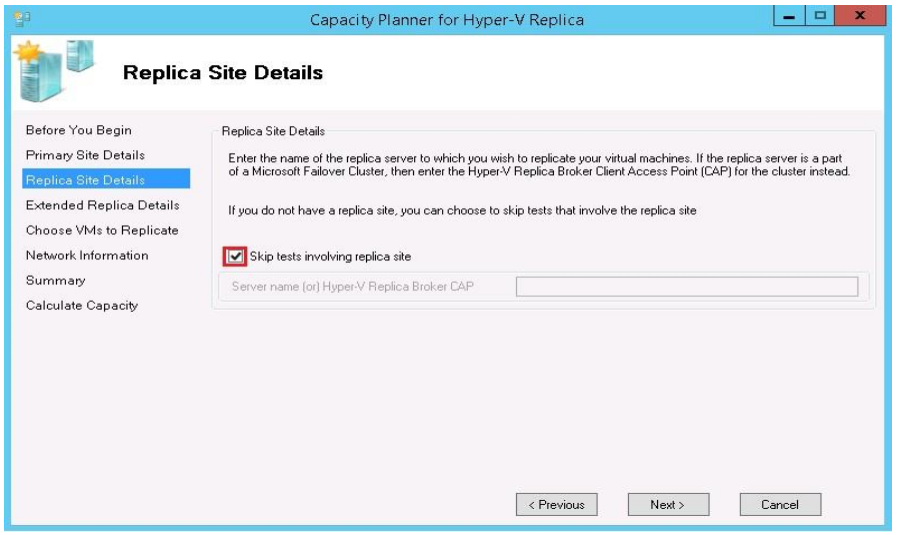 Capacity Planner for Hyper-V Replica
Replica Site Details
Before You Begin
Primary Site Details
Replica Site Details
Extended Replica Details
Choose VMs to Replicate
Network Information
Summary
Calculate Capacity
Replica Site Details
Enter the name of the replica server to which you wish to replicate your virtual machines. If the replica server is a part
of a Microsoft Failover Cluster, then enter the Hyper-V Replica Broker Client Access Point (CAP) for the cluster instead.
If you do not have a replica site, you can choose to skip tests that involve the replica site
Skip tests involving replica site
Server name (or) Hyper-V Replica Broker CAP
< Previous
Next >
Cancel